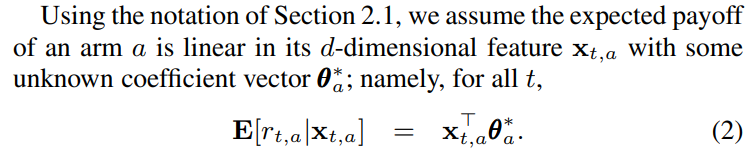 Using the notation of Section 2.1, we assume the expected payoff
of an arm a is linear in its d-dimensional feature x_{t,a} with some
unknown coefficient vector θ*_a; namely, for all t,
E[r_{t,a}|x_{t,a}] = x_{t,a}^⊤ θ*_a. (2)